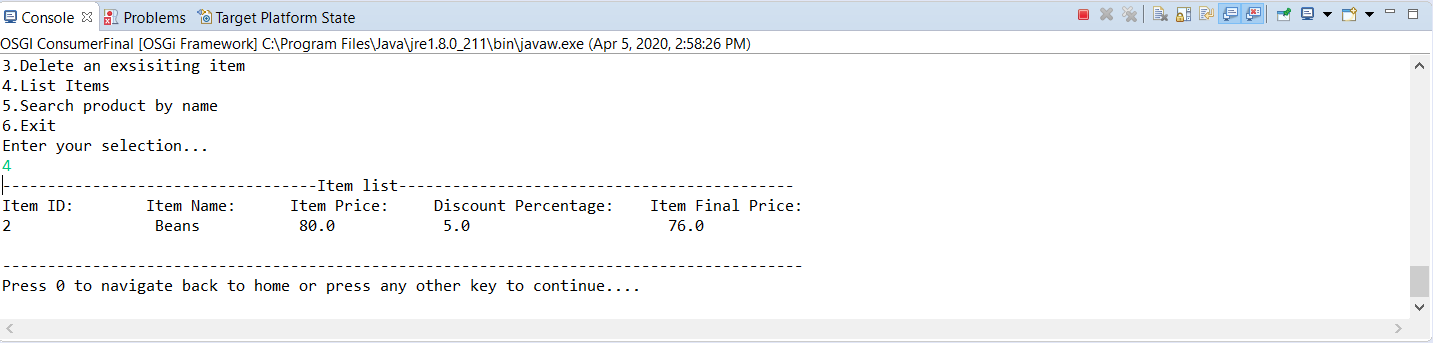 Console Problems Target Platform State
OSGI ConsumerFinal [OSGi Framework] C:\Program Files\Java\jre1.8.0_211\bin\javaw.exe (Apr 5, 2020, 2:58:26 PM)
3.Delete an exsisiting item
4.List Items
5.Search product by name
6.Exit
Enter your selection...
4
-----------------------------------Item list--------------------------------------------
Item ID:        Item Name:      Item Price:     Discount Percentage:    Item Final Price:
2                Beans           80.0            5.0                      76.0
-----------------------------------------------------------------------------------------
Press 0 to navigate back to home or press any other key to continue....